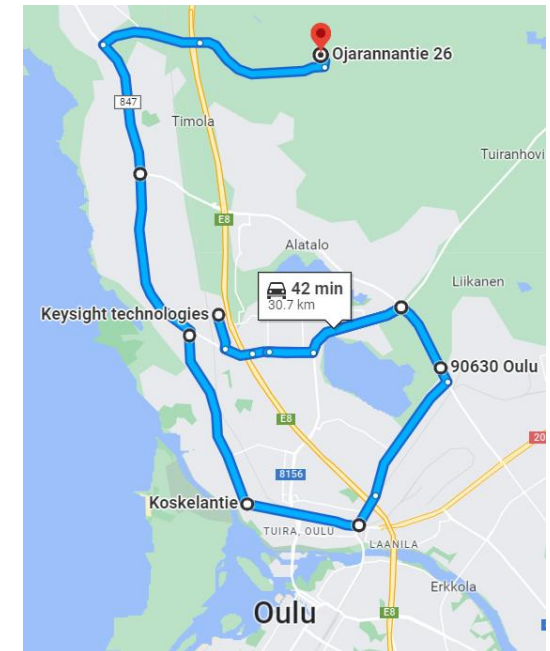 Ojarannantie 26
847
Timola
Tuiranhovi
E8
Alatalo
42 min
30.7 km
Liikanen
Keysight technologies
90630 Oulu
E8
20
8156
Koskelantie
TUIRA, OULU
LAANILA
Erkkola
Oulu
E8